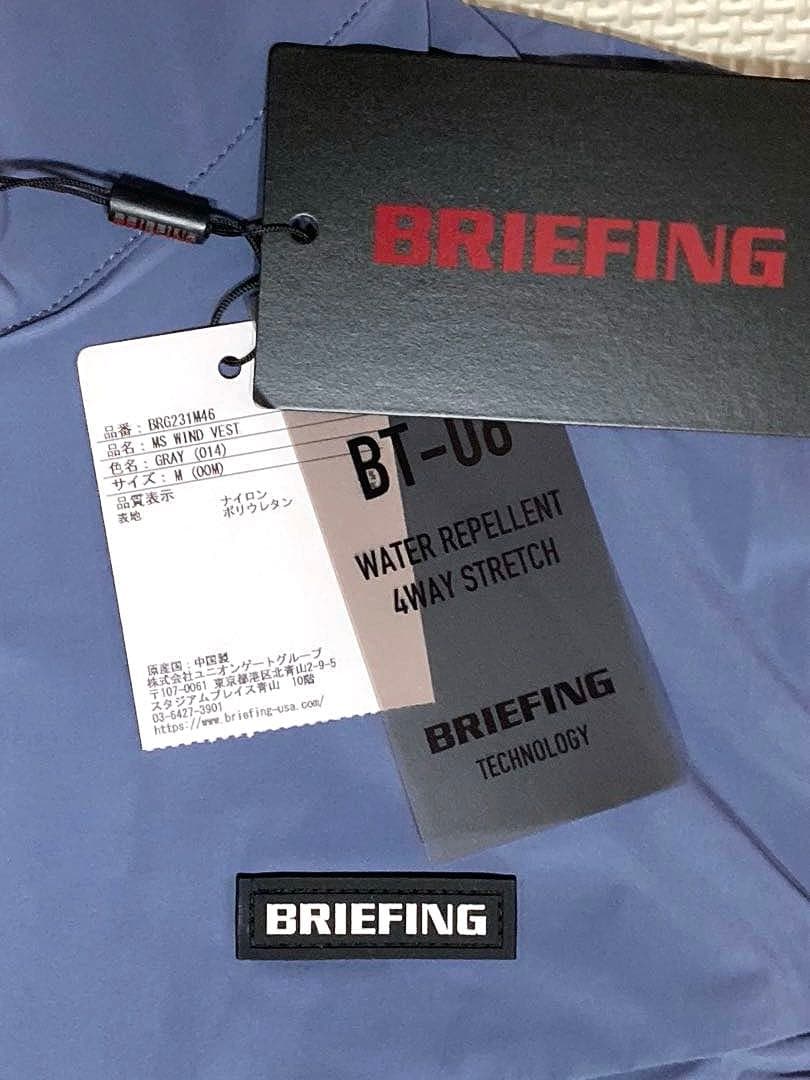 BRIEFING
BRIEFING
品番 : BRG231M46
品名 : MS WIND VEST
色名 : GRAY (014)
サイズ : M (00M)
品質表示
表地 ナイロン
ポリウレタン
原産国 : 中国製
株式会社ユニオンゲートグループ
〒107-0061 東京都港区北青山2-9-5
スタジアムプレイス青山 10階
03-6427-3901
https://www.briefing-usa.com/
BT-06
WATER REPELLENT
4WAY STRETCH
BRIEFING
TECHNOLOGY
BRIEFING